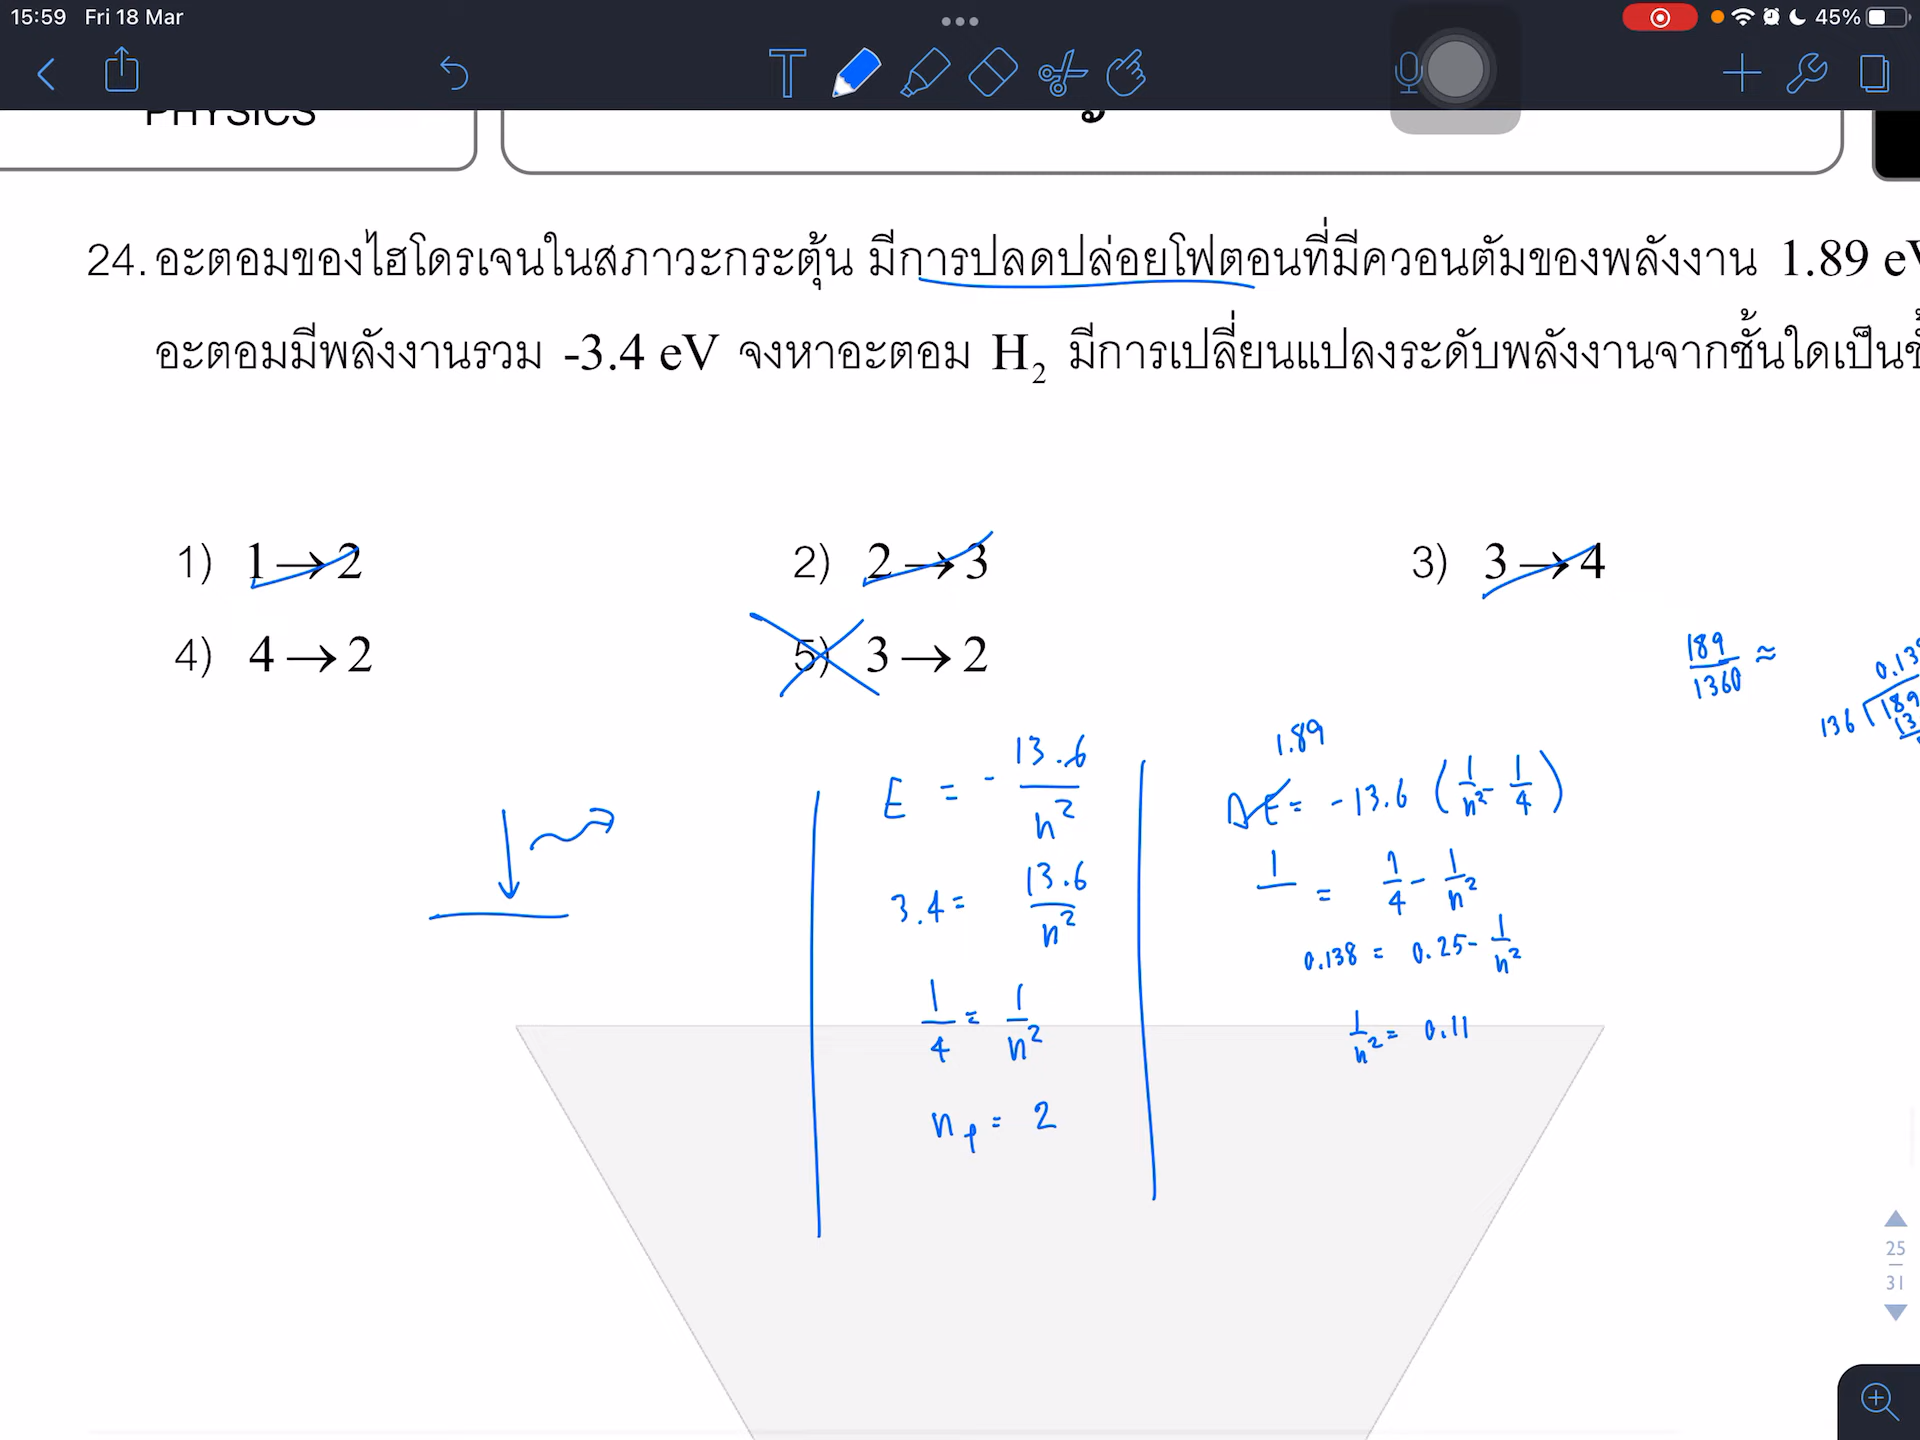 15:59 Fri 18 Mar
45%
PHYSICS
24. อะตอมของไฮโดรเจนในสภาวะกระตุ้น มีการปลดปล่อยโฟตอนที่มีควอนตัมของพลังงาน 1.89 eV
อะตอมมีพลังงานรวม -3.4 eV จงหาอะตอม H₂ มีการเปลี่ยนแปลงระดับพลังงานจากชั้นใดเป็นชั้
1) 1→2
2) 2→3
3) 3→4
4) 4→2
5) 3→2
189/1360 ≈
0.13
136 189
13
E = - 13.6/n²
3.4 = 13.6/n²
1/4 = 1/n²
n_f = 2
1.89
ΔE = -13.6 (1/n² - 1/4)
1/ = 1/4 - 1/n²
0.138 = 0.25 - 1/n²
1/n² = 0.11
25
31